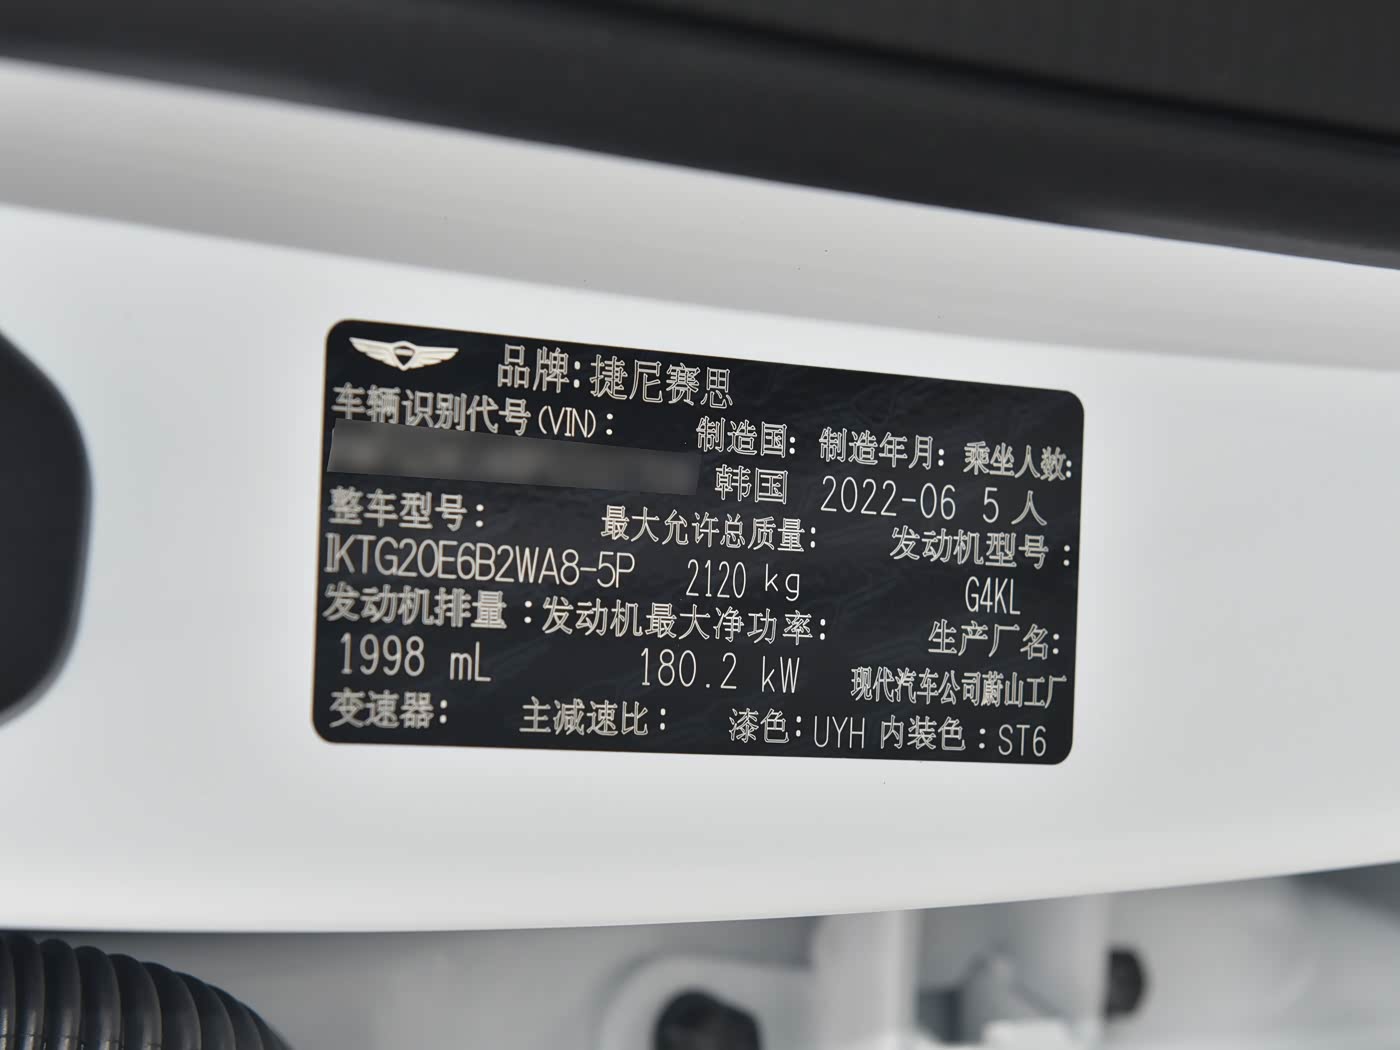 品牌:捷尼赛思
车辆识别代号(VIN): 制造国: 制造年月: 乘坐人数:
韩国 2022-06 5人
整车型号: 最大允许总质量: 发动机型号:
IKTG20E6B2WA8-5P 2120 kg G4KL
发动机排量:发动机最大净功率: 生产厂名:
1998 mL 180.2 kW 现代汽车公司蔚山工厂
变速器: 主减速比: 漆色:UYH 内装色:ST6